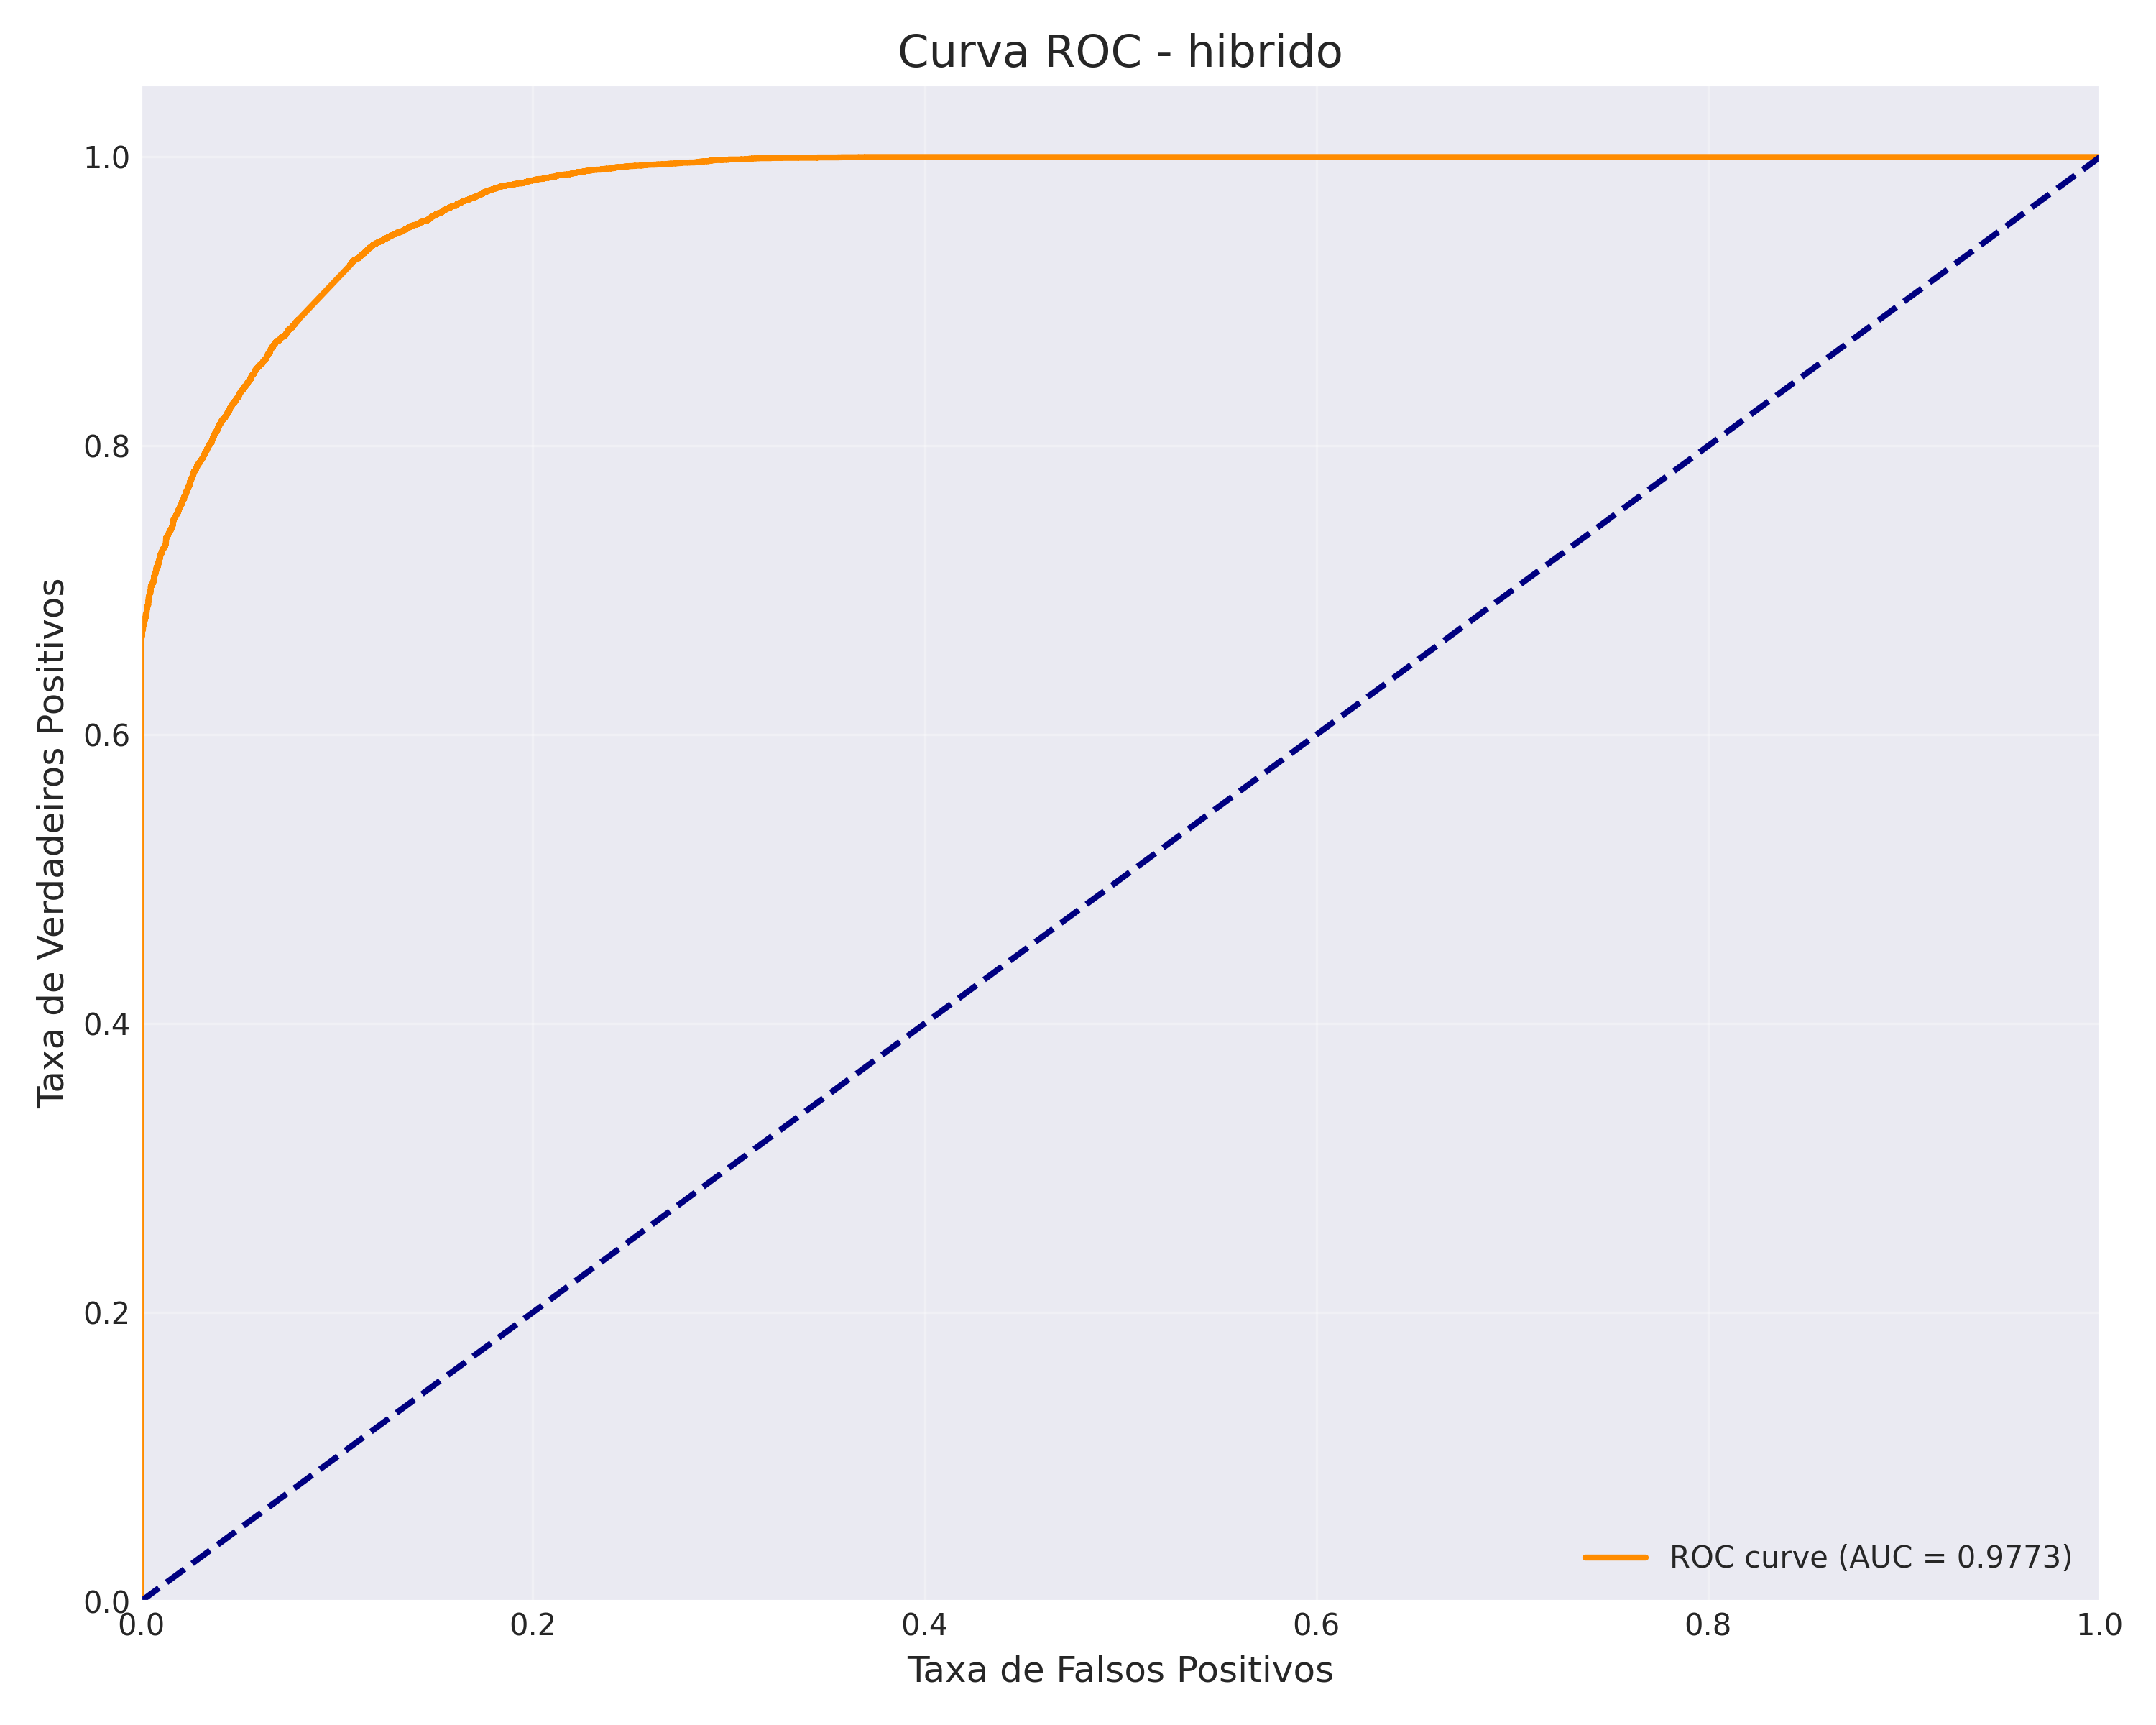 Curva ROC - hibrido
Taxa de Verdadeiros Positivos
1.0
0.8
0.6
0.4
0.2
0.0
0.0 0.2 0.4 0.6 0.8 1.0
Taxa de Falsos Positivos
ROC curve (AUC = 0.9773)